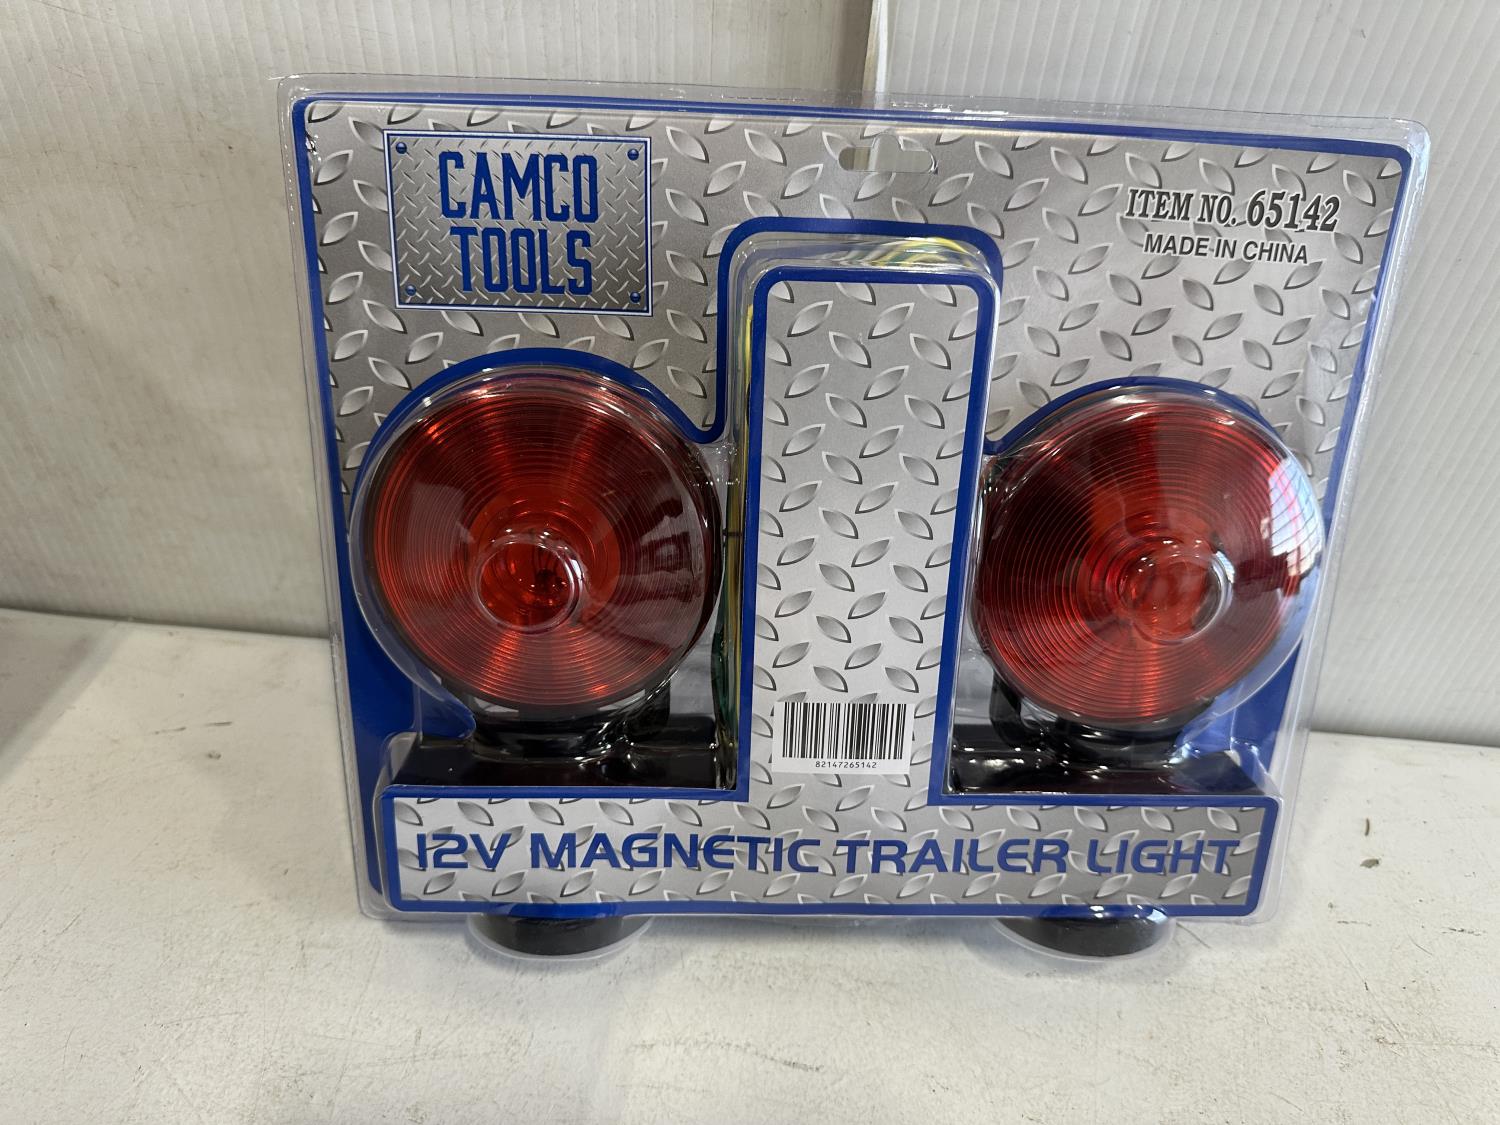 CAMCO
TOOLS
ITEM NO. 65142
MADE IN CHINA
82147265142
12V MAGNETIC TRAILER LIGHT